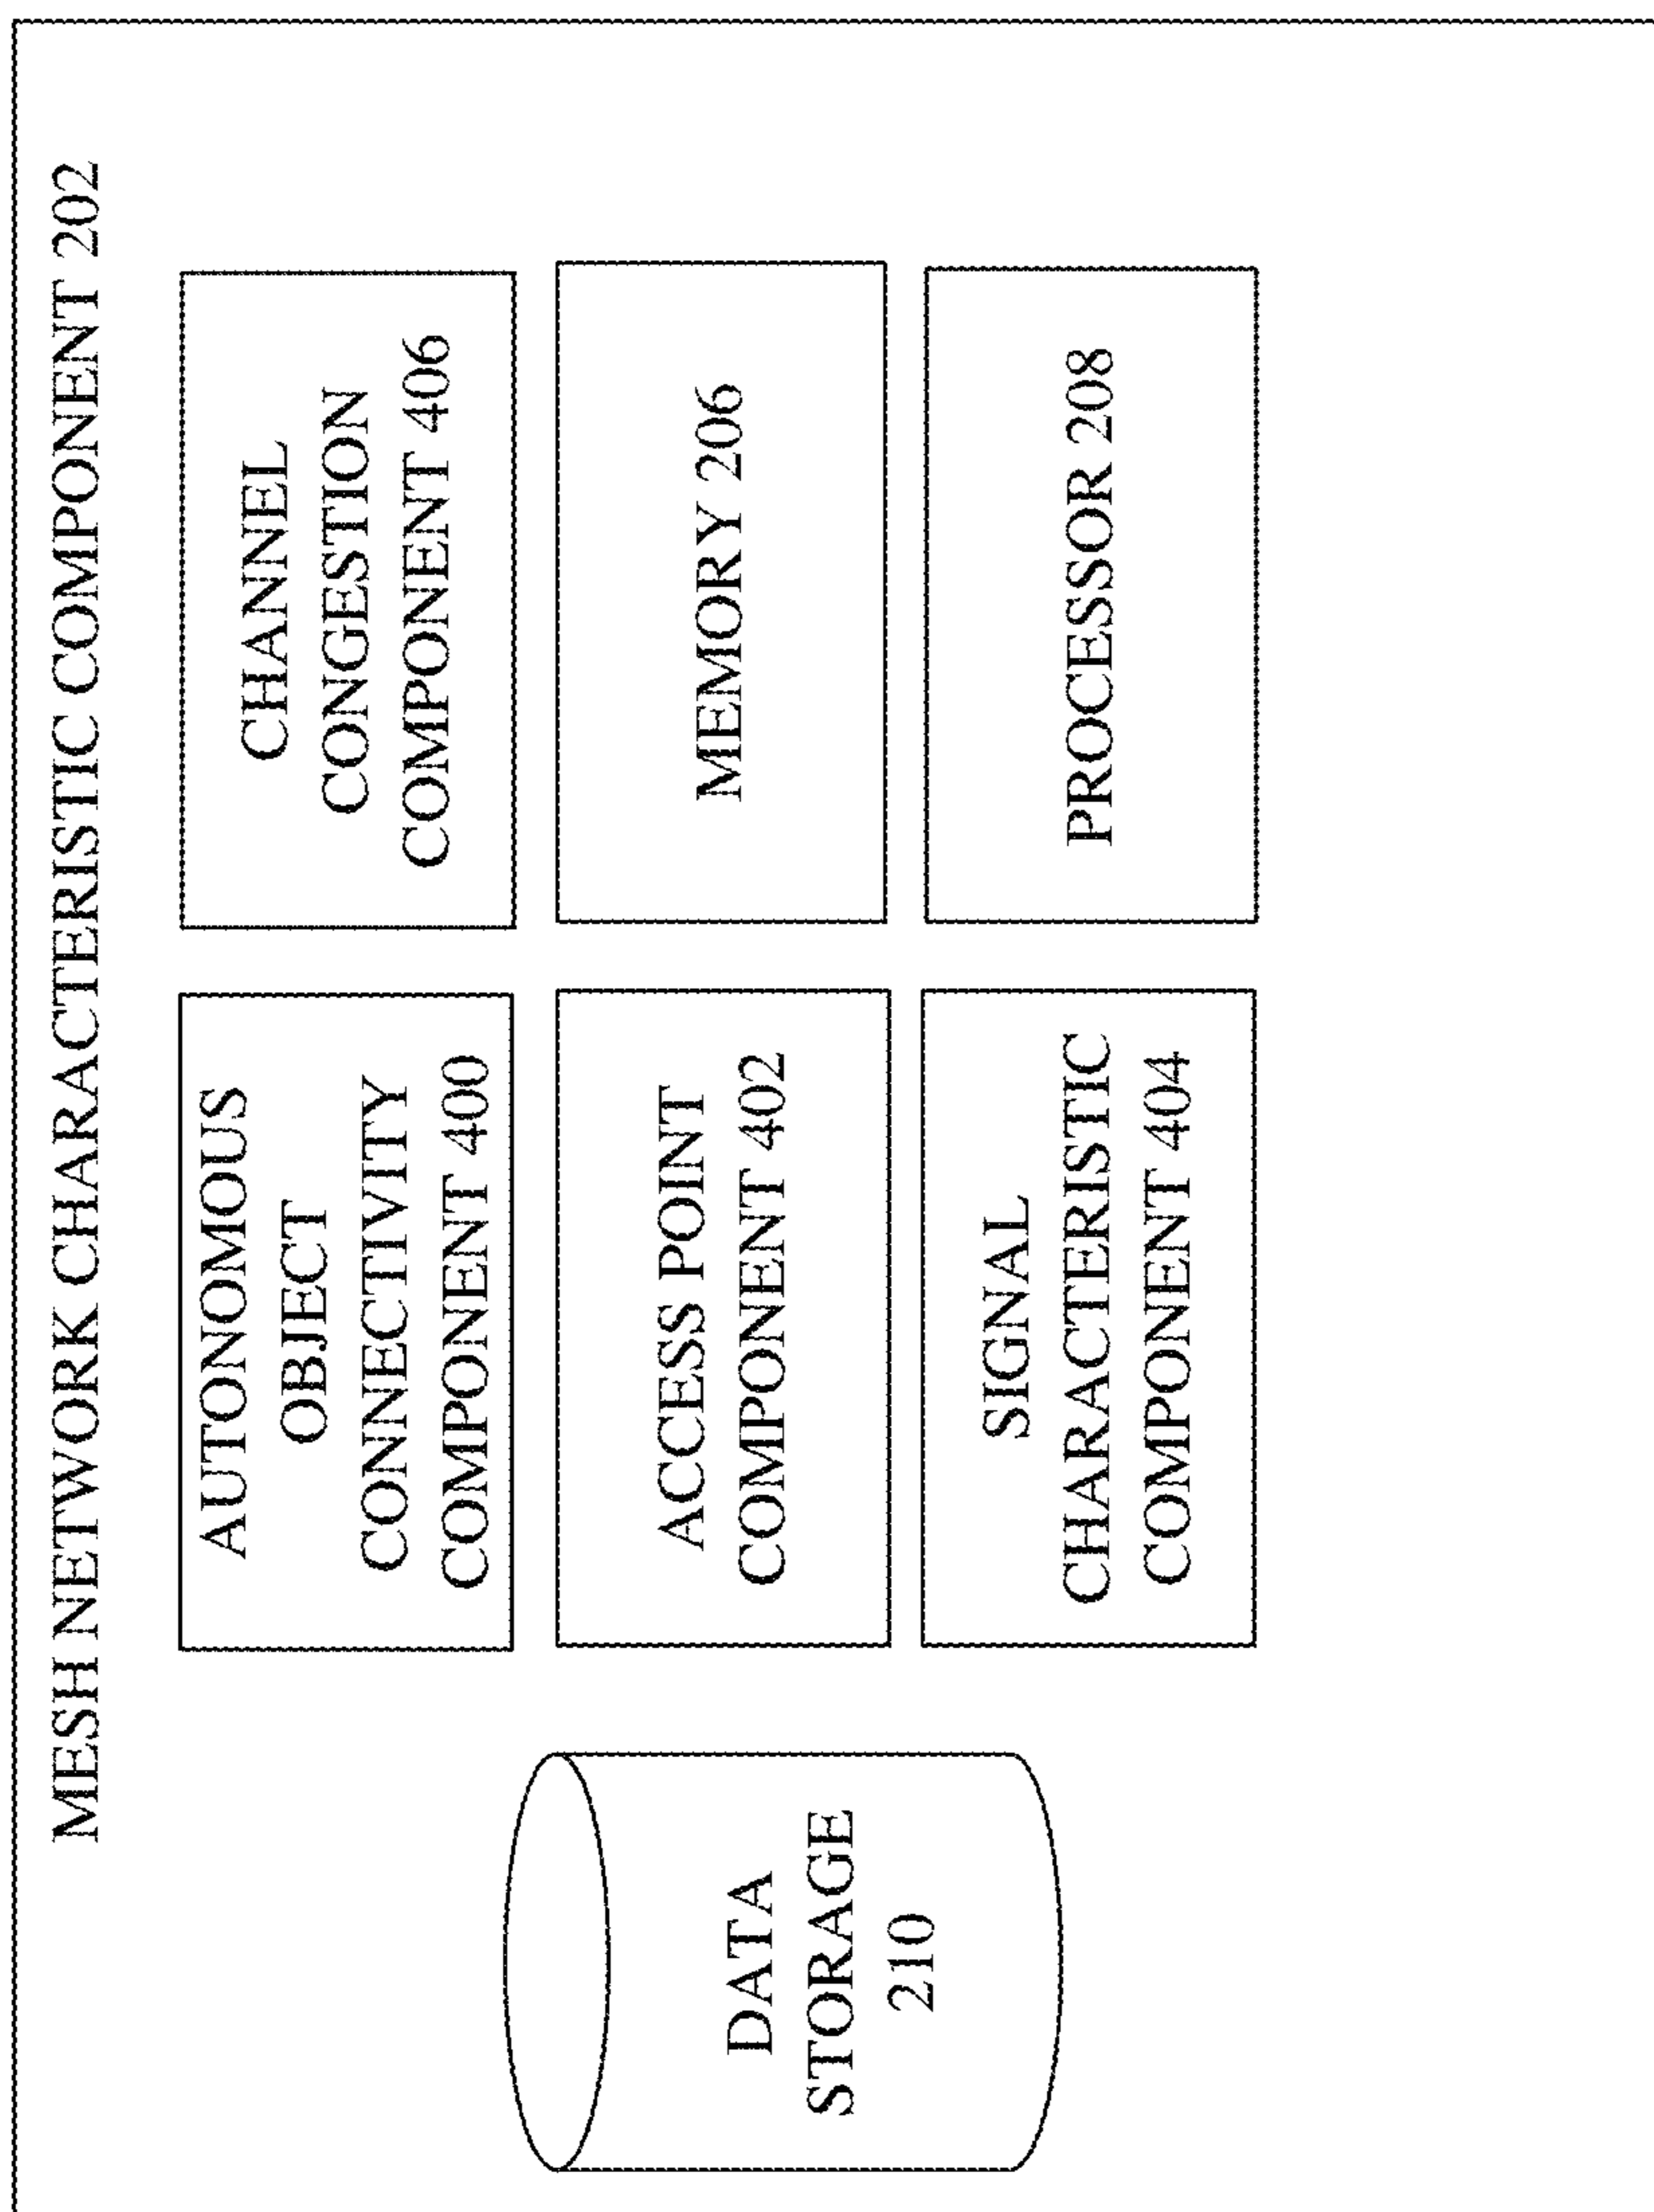 MESH NETWORK CHARACTERISTIC COMPONENT 202
AUTONOMOUS
OBJECT
CONNECTIVITY
COMPONENT 400
CHANNEL
CONGESTION
COMPONENT 406
DATA
STORAGE
210
ACCESS POINT
COMPONENT 402
MEMORY 206
SIGNAL
CHARACTERISTIC
COMPONENT 404
PROCESSOR 208